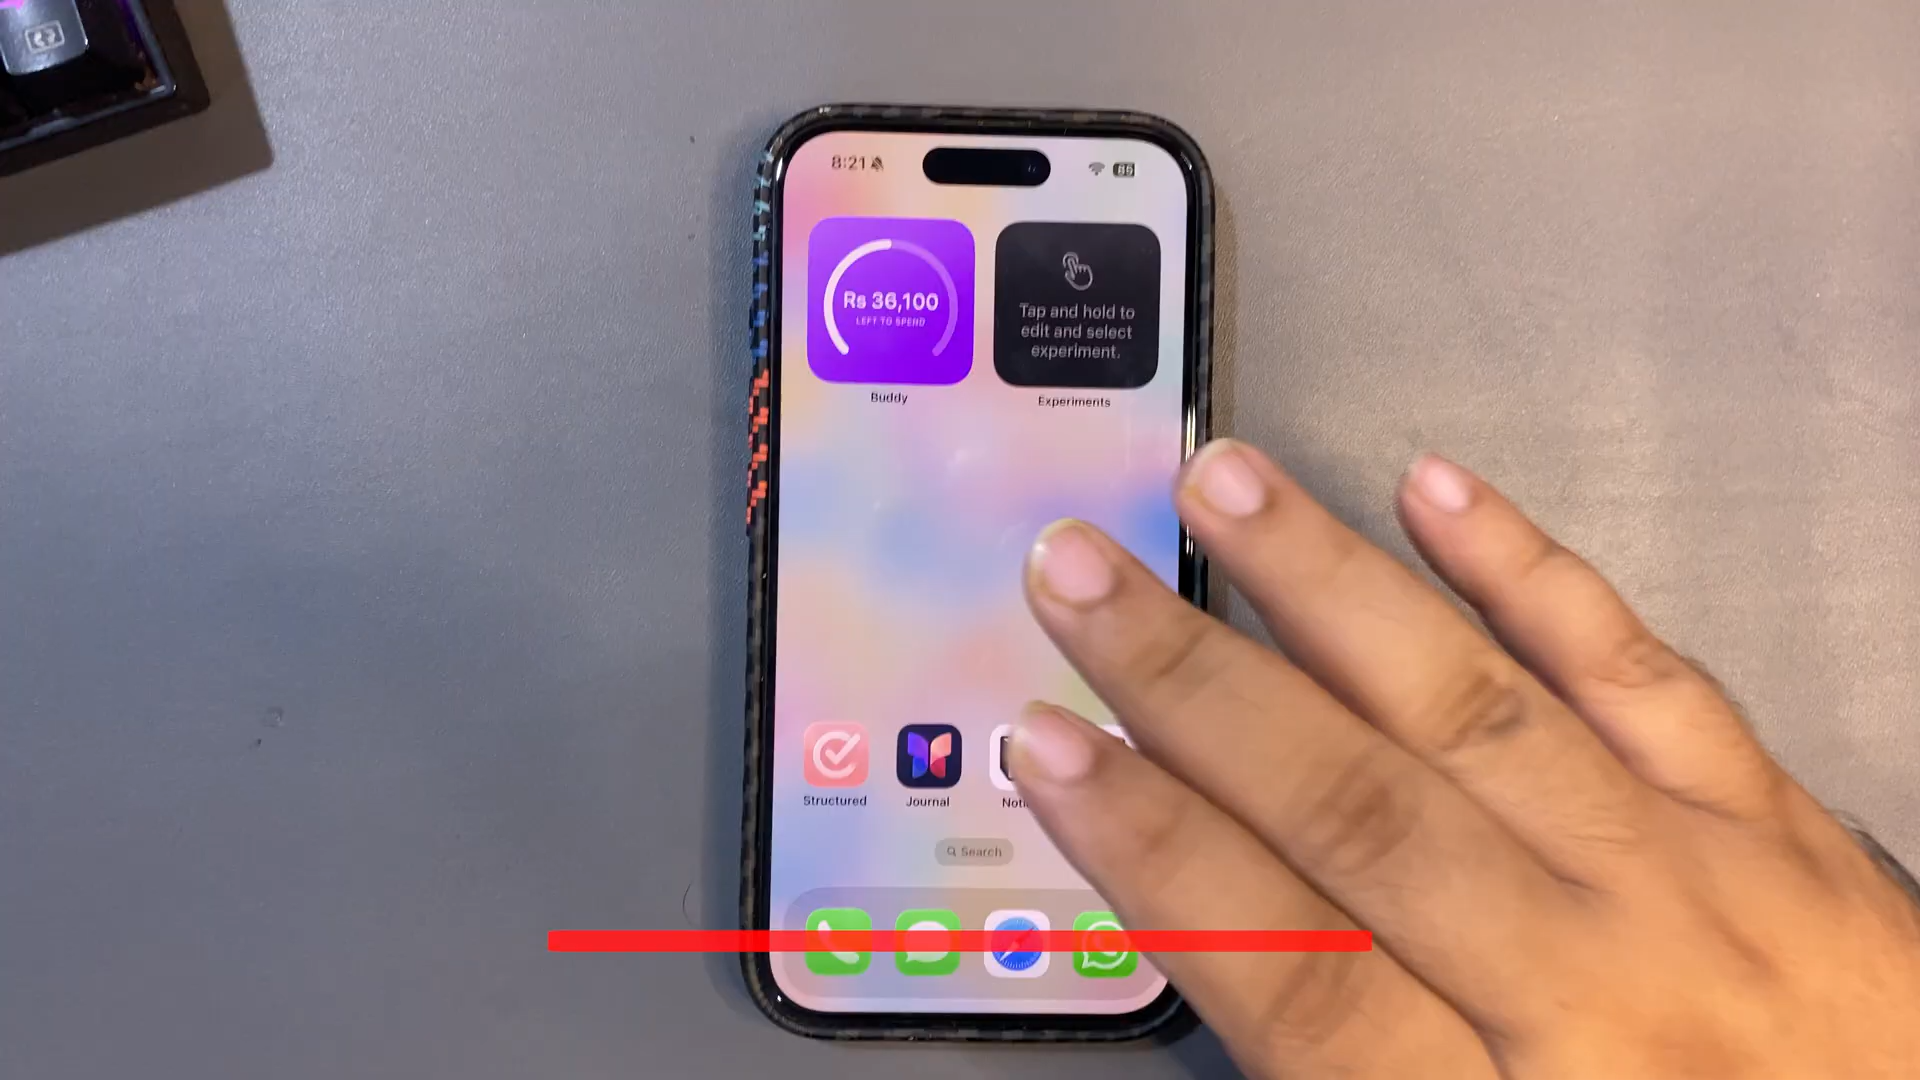 8:21
85
Rs 36,100
LEFT TO SPEND
Tap and hold to
edit and select
experiment.
Buddy
Experiments
Structured
Journal
Search